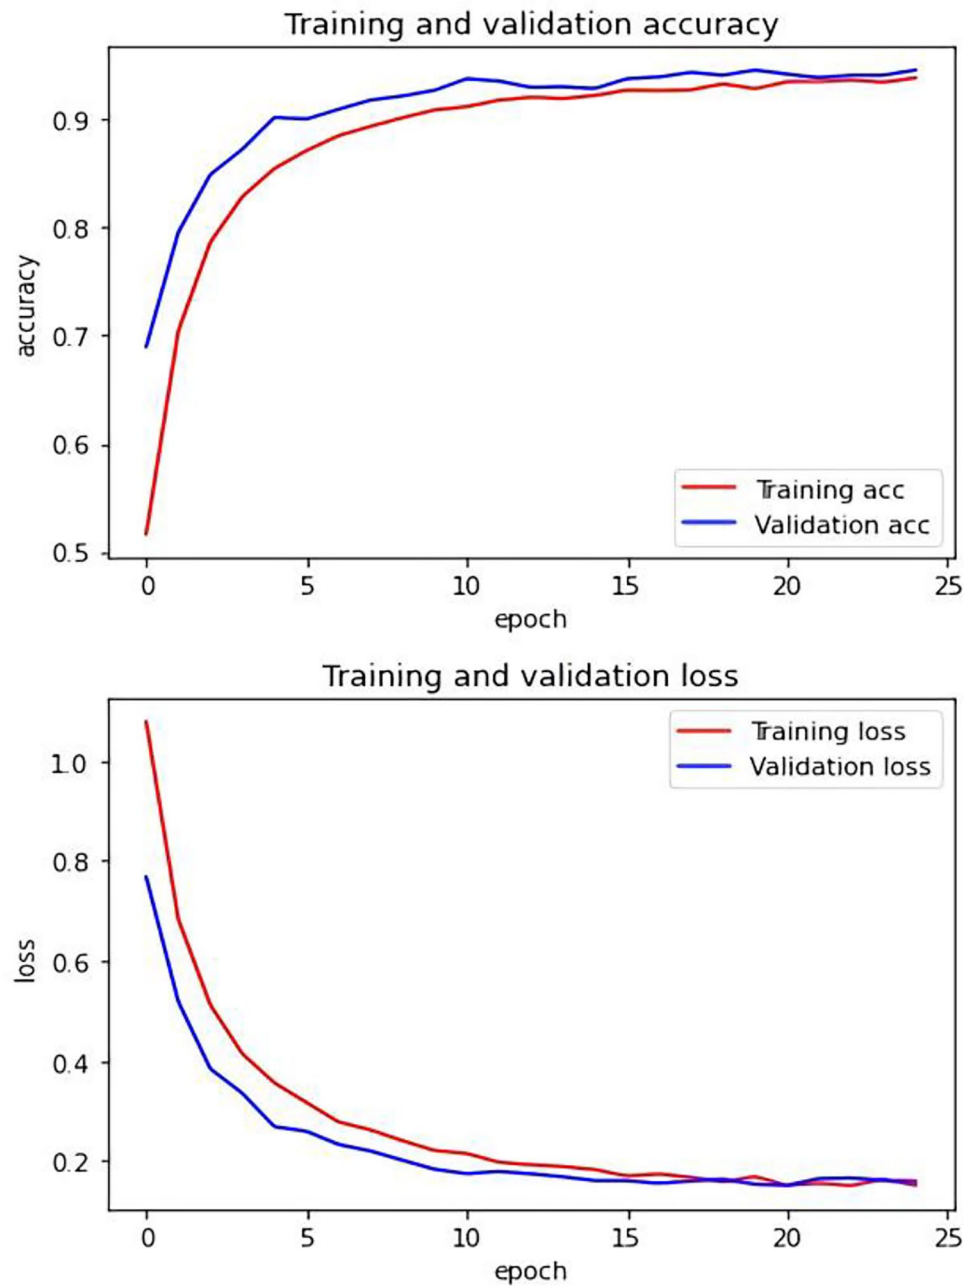 Training and validation accuracy
accuracy
0.9
0.8
0.7
0.6
0.5
Training acc
Validation acc
0 5 10 15 20 25
epoch
Training and validation loss
loss
1.0
0.8
0.6
0.4
0.2
Training loss
Validation loss
0 5 10 15 20 25
epoch